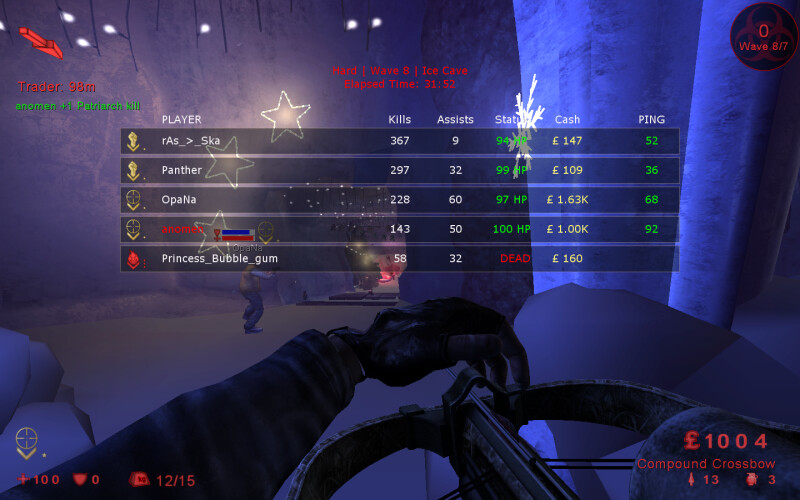 0
Wave 8/7
Hard | Wave 8 | Ice Cave
Elapsed Time: 31:52
Trader: 98m
anomen +1 Patriarch kill
PLAYER Kills Assists Status Cash PING
rAs_>_Ska 367 9 94 HP £ 147 52
Panther 297 32 99 HP £ 109 36
OpaNa 228 60 97 HP £ 1.63K 68
anomen 143 50 100 HP £ 1.00K 92
OpaNa
Princess_Bubble_gum 58 32 DEAD £ 160
£1004
Compound Crossbow
+100 0 12/15 13 3